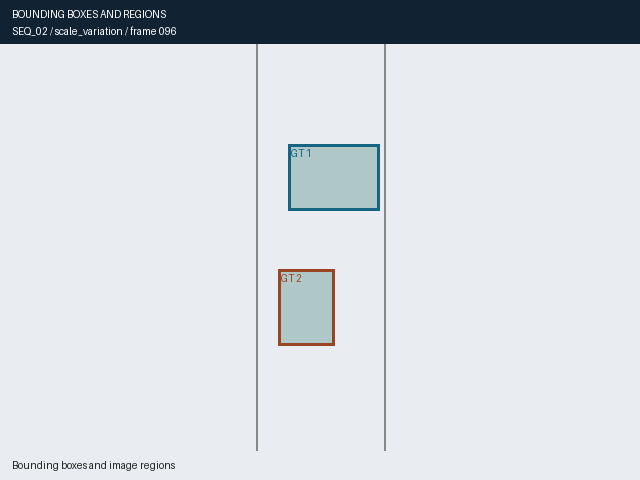 BOUNDING BOXES AND REGIONS
SEQ_02 / scale_variation / frame 096
GT1
GT2
Bounding boxes and image regions